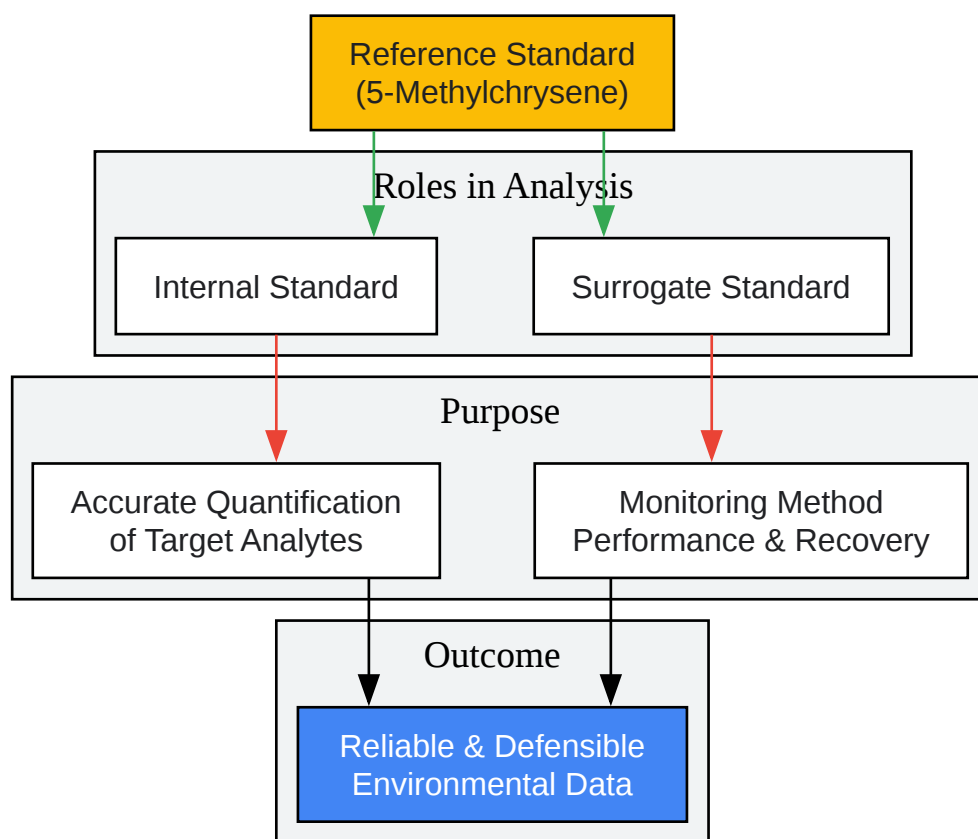 Reference Standard
(5-Methylchrysene)
Roles in Analysis
Internal Standard
Surrogate Standard
Purpose
Accurate Quantification
of Target Analytes
Monitoring Method
Performance & Recovery
Outcome
Reliable & Defensible
Environmental Data